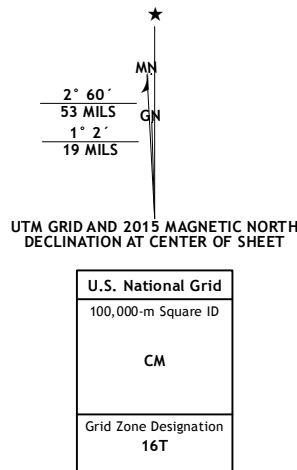 ★
MN
2° 60´
53 MILS
GN
1° 2´
19 MILS
UTM GRID AND 2015 MAGNETIC NORTH
DECLINATION AT CENTER OF SHEET
U.S. National Grid
100,000-m Square ID
CM
Grid Zone Designation
16T